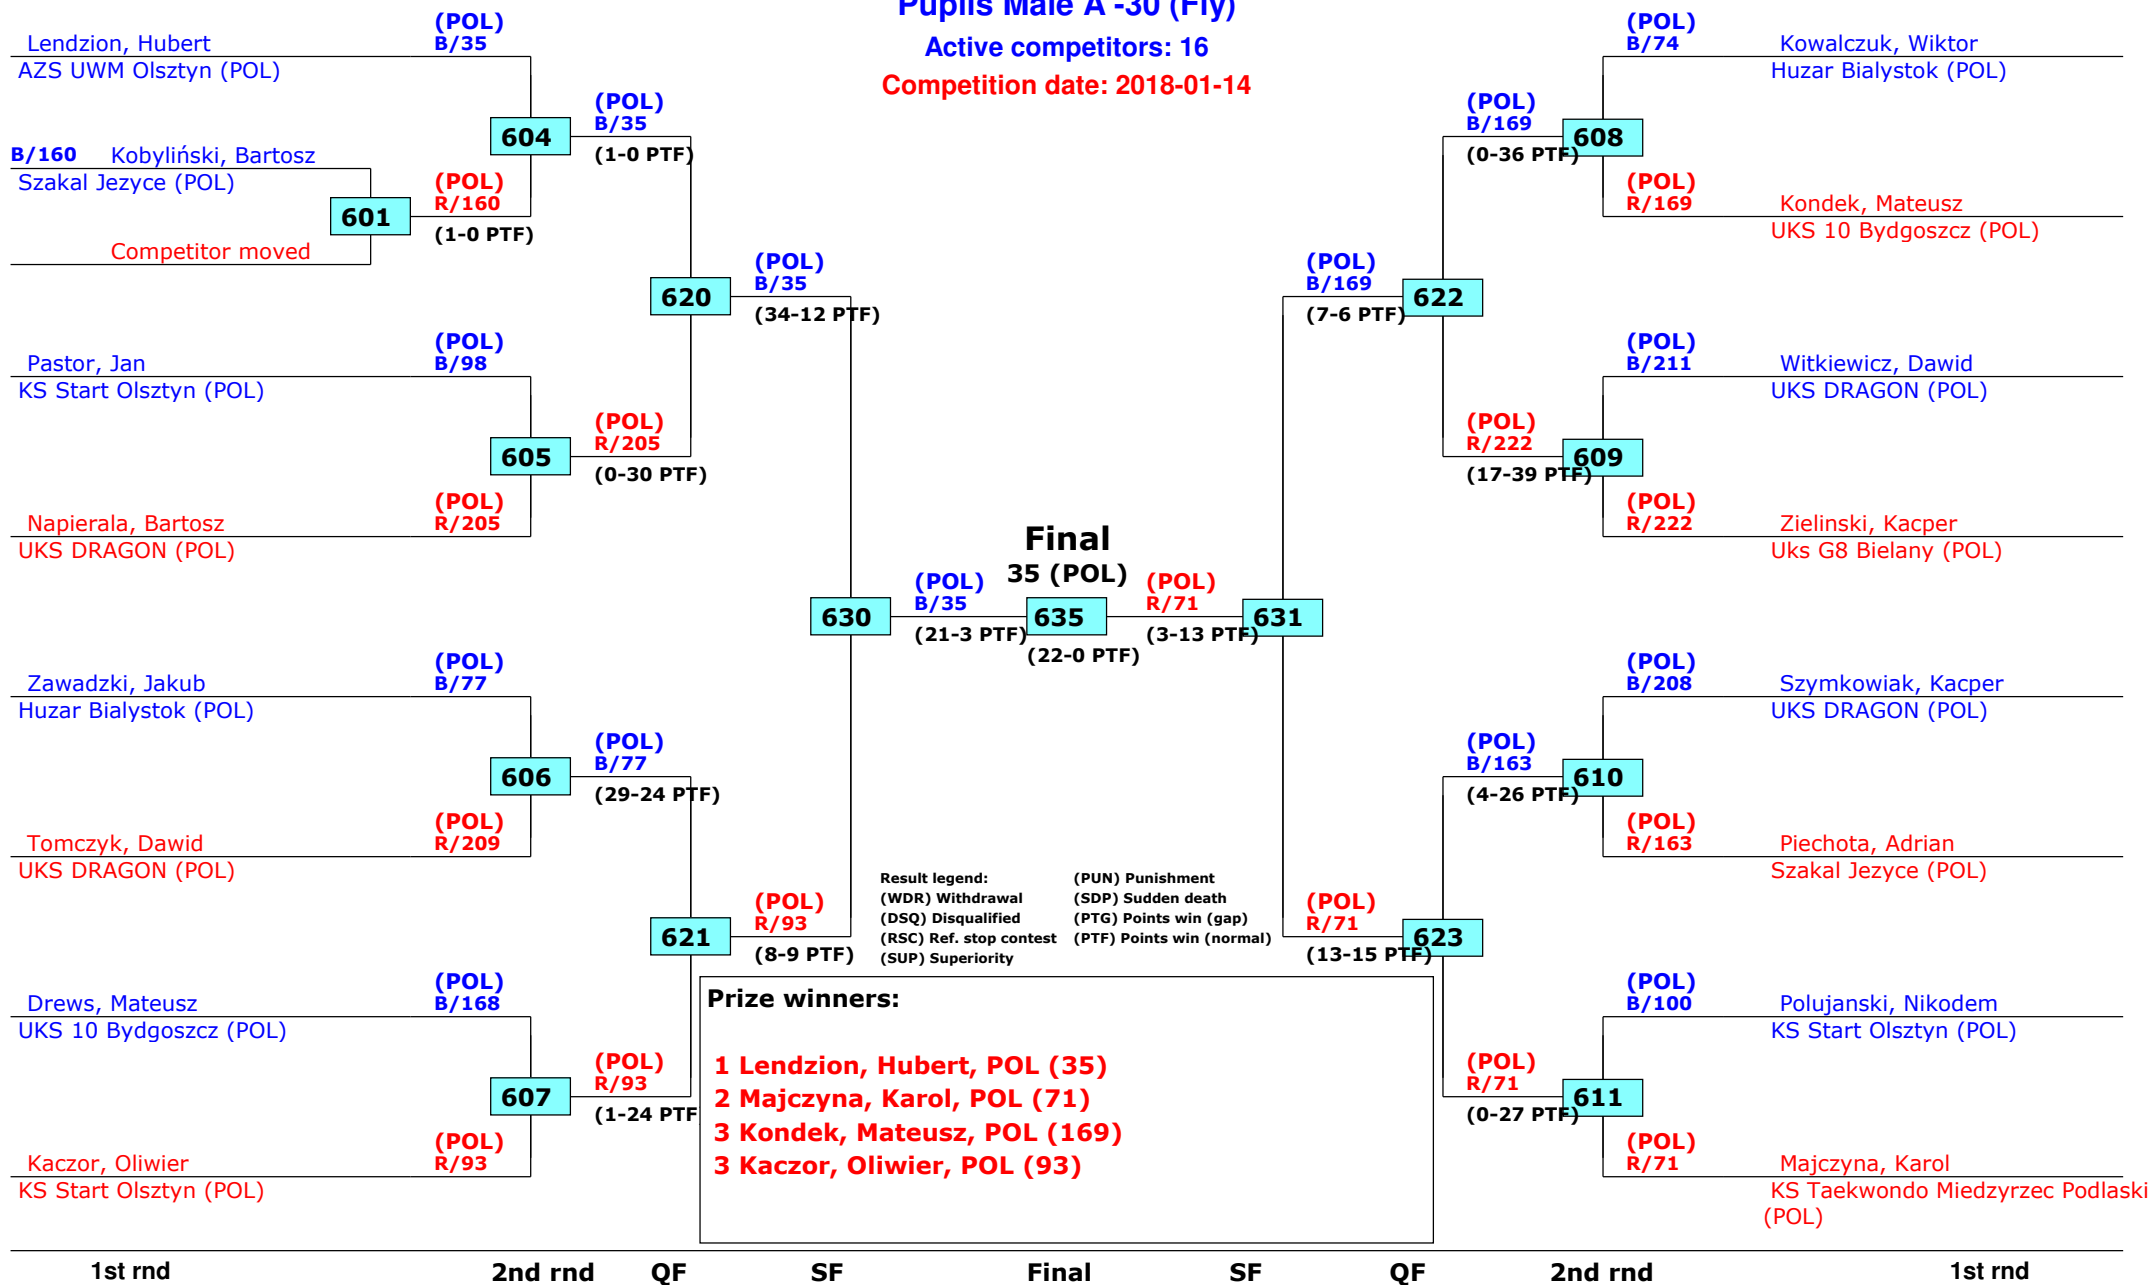 Pupils Male A -30 (Fly)
Active competitors: 16
Competition date: 2018-01-14
(POL)
Lendzion, Hubert B/35
AZS UWM Olsztyn (POL)
(POL)
B/35
604
(1-0 PTF)
B/160 Kobyliński, Bartosz
Szakal Jezyce (POL)
(POL)
R/160
601
(1-0 PTF)
Competitor moved
(POL)
B/35
620
(34-12 PTF)
(POL)
Pastor, Jan B/98
KS Start Olsztyn (POL)
(POL)
R/205
605
(0-30 PTF)
(POL)
Napierala, Bartosz R/205
UKS DRAGON (POL)
(POL)
B/35
630
(21-3 PTF)
(POL)
Zawadzki, Jakub B/77
Huzar Bialystok (POL)
(POL)
B/77
606
(29-24 PTF)
(POL)
Tomczyk, Dawid R/209
UKS DRAGON (POL)
(POL)
R/93
621
(8-9 PTF)
(POL)
Drews, Mateusz B/168
UKS 10 Bydgoszcz (POL)
(POL)
R/93
607
(1-24 PTF
(POL)
Kaczor, Oliwier R/93
KS Start Olsztyn (POL)
Final
35 (POL)
635
(22-0 PTF)
(POL)
B/74 Kowalczuk, Wiktor
Huzar Bialystok (POL)
(POL)
B/169
608
(0-36 PTF)
(POL)
R/169 Kondek, Mateusz
UKS 10 Bydgoszcz (POL)
(POL)
B/169
622
(7-6 PTF)
(POL)
B/211 Witkiewicz, Dawid
UKS DRAGON (POL)
(POL)
R/222
609
(17-39 PTF)
(POL)
R/222 Zielinski, Kacper
Uks G8 Bielany (POL)
(POL)
R/71
631
(3-13 PTF)
(POL)
B/208 Szymkowiak, Kacper
UKS DRAGON (POL)
(POL)
B/163
610
(4-26 PTF)
(POL)
R/163 Piechota, Adrian
Szakal Jezyce (POL)
(POL)
R/71
623
(13-15 PTF)
(POL)
B/100 Polujanski, Nikodem
KS Start Olsztyn (POL)
(POL)
R/71
611
(0-27 PTF)
(POL)
R/71 Majczyna, Karol
KS Taekwondo Miedzyrzec Podlaski
(POL)
Result legend: (PUN) Punishment
(WDR) Withdrawal (SDP) Sudden death
(DSQ) Disqualified (PTG) Points win (gap)
(RSC) Ref. stop contest (PTF) Points win (normal)
(SUP) Superiority
Prize winners:
1 Lendzion, Hubert, POL (35)
2 Majczyna, Karol, POL (71)
3 Kondek, Mateusz, POL (169)
3 Kaczor, Oliwier, POL (93)
1st rnd 2nd rnd QF SF Final SF QF 2nd rnd 1st rnd